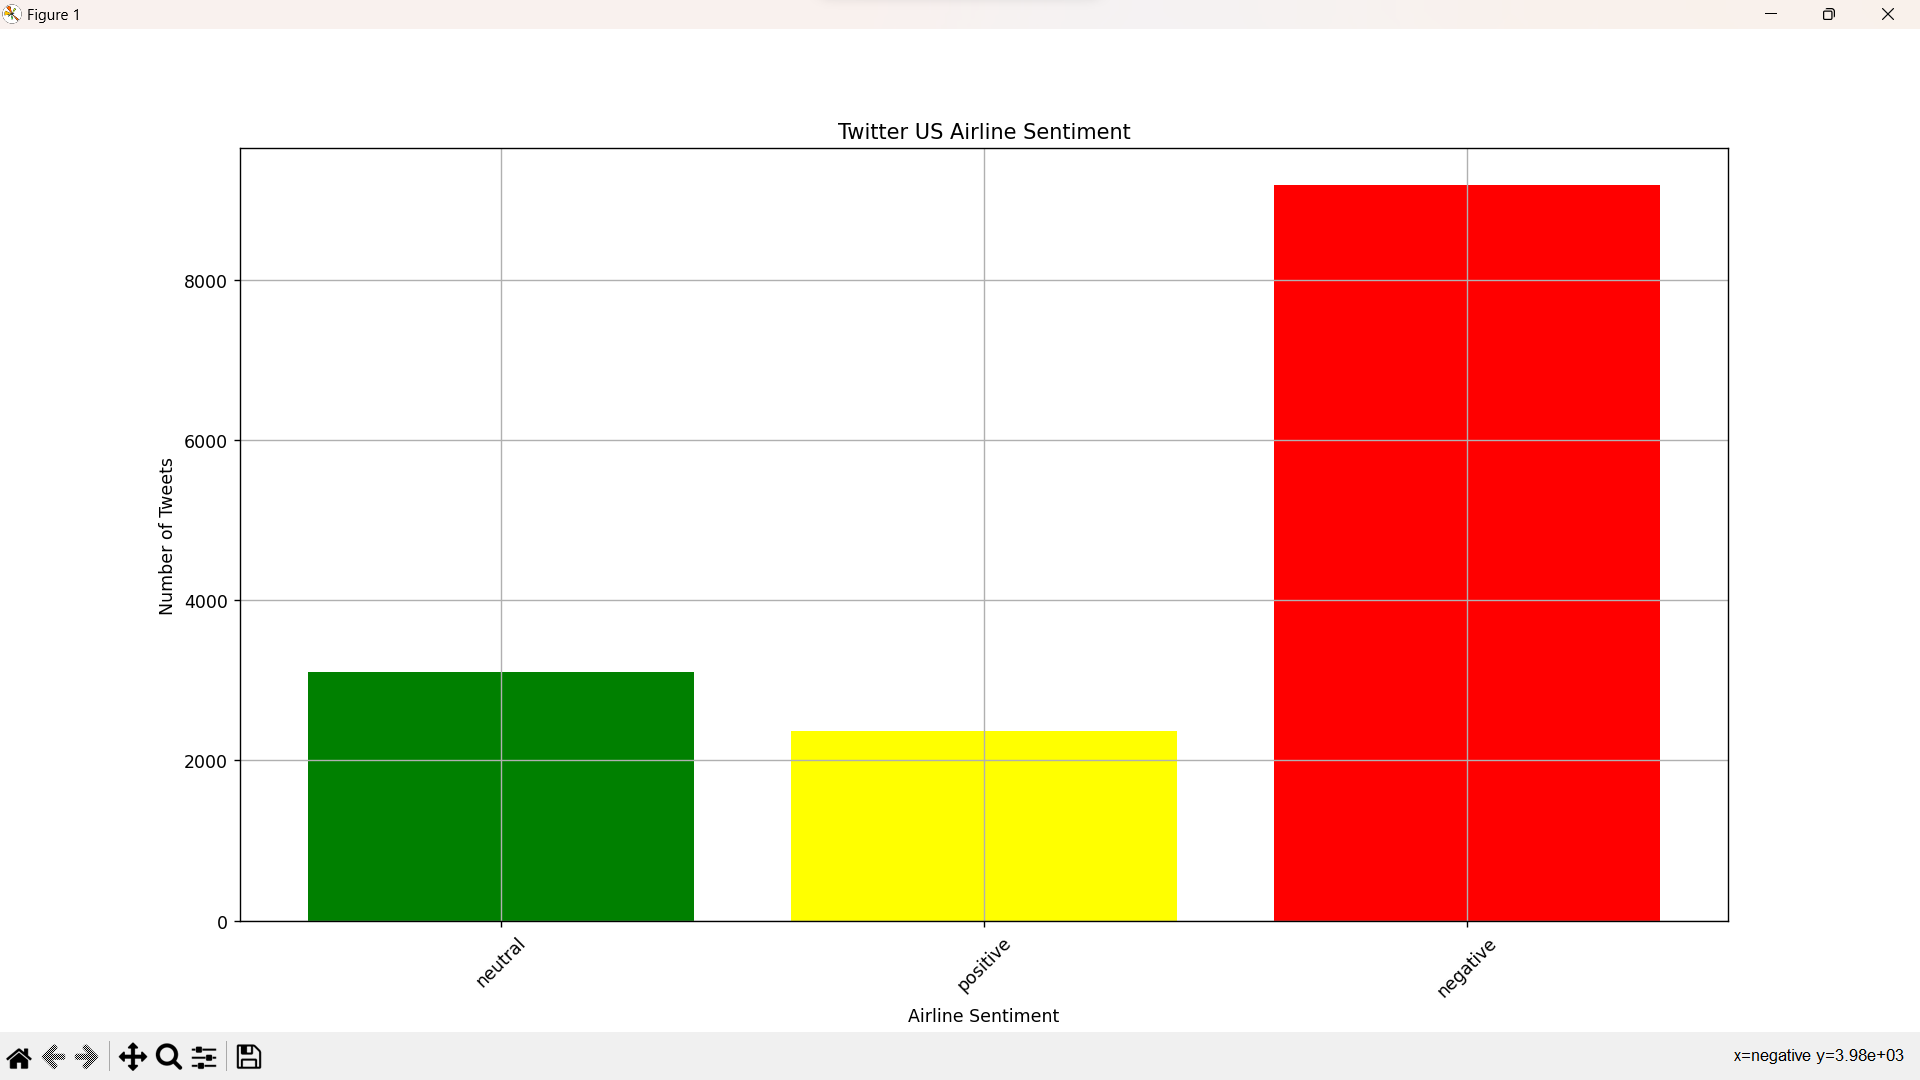 Figure 1
Twitter US Airline Sentiment
8000
6000
4000
2000
0
Number of Tweets
neutral
positive
negative
Airline Sentiment
x=negative y=3.98e+03